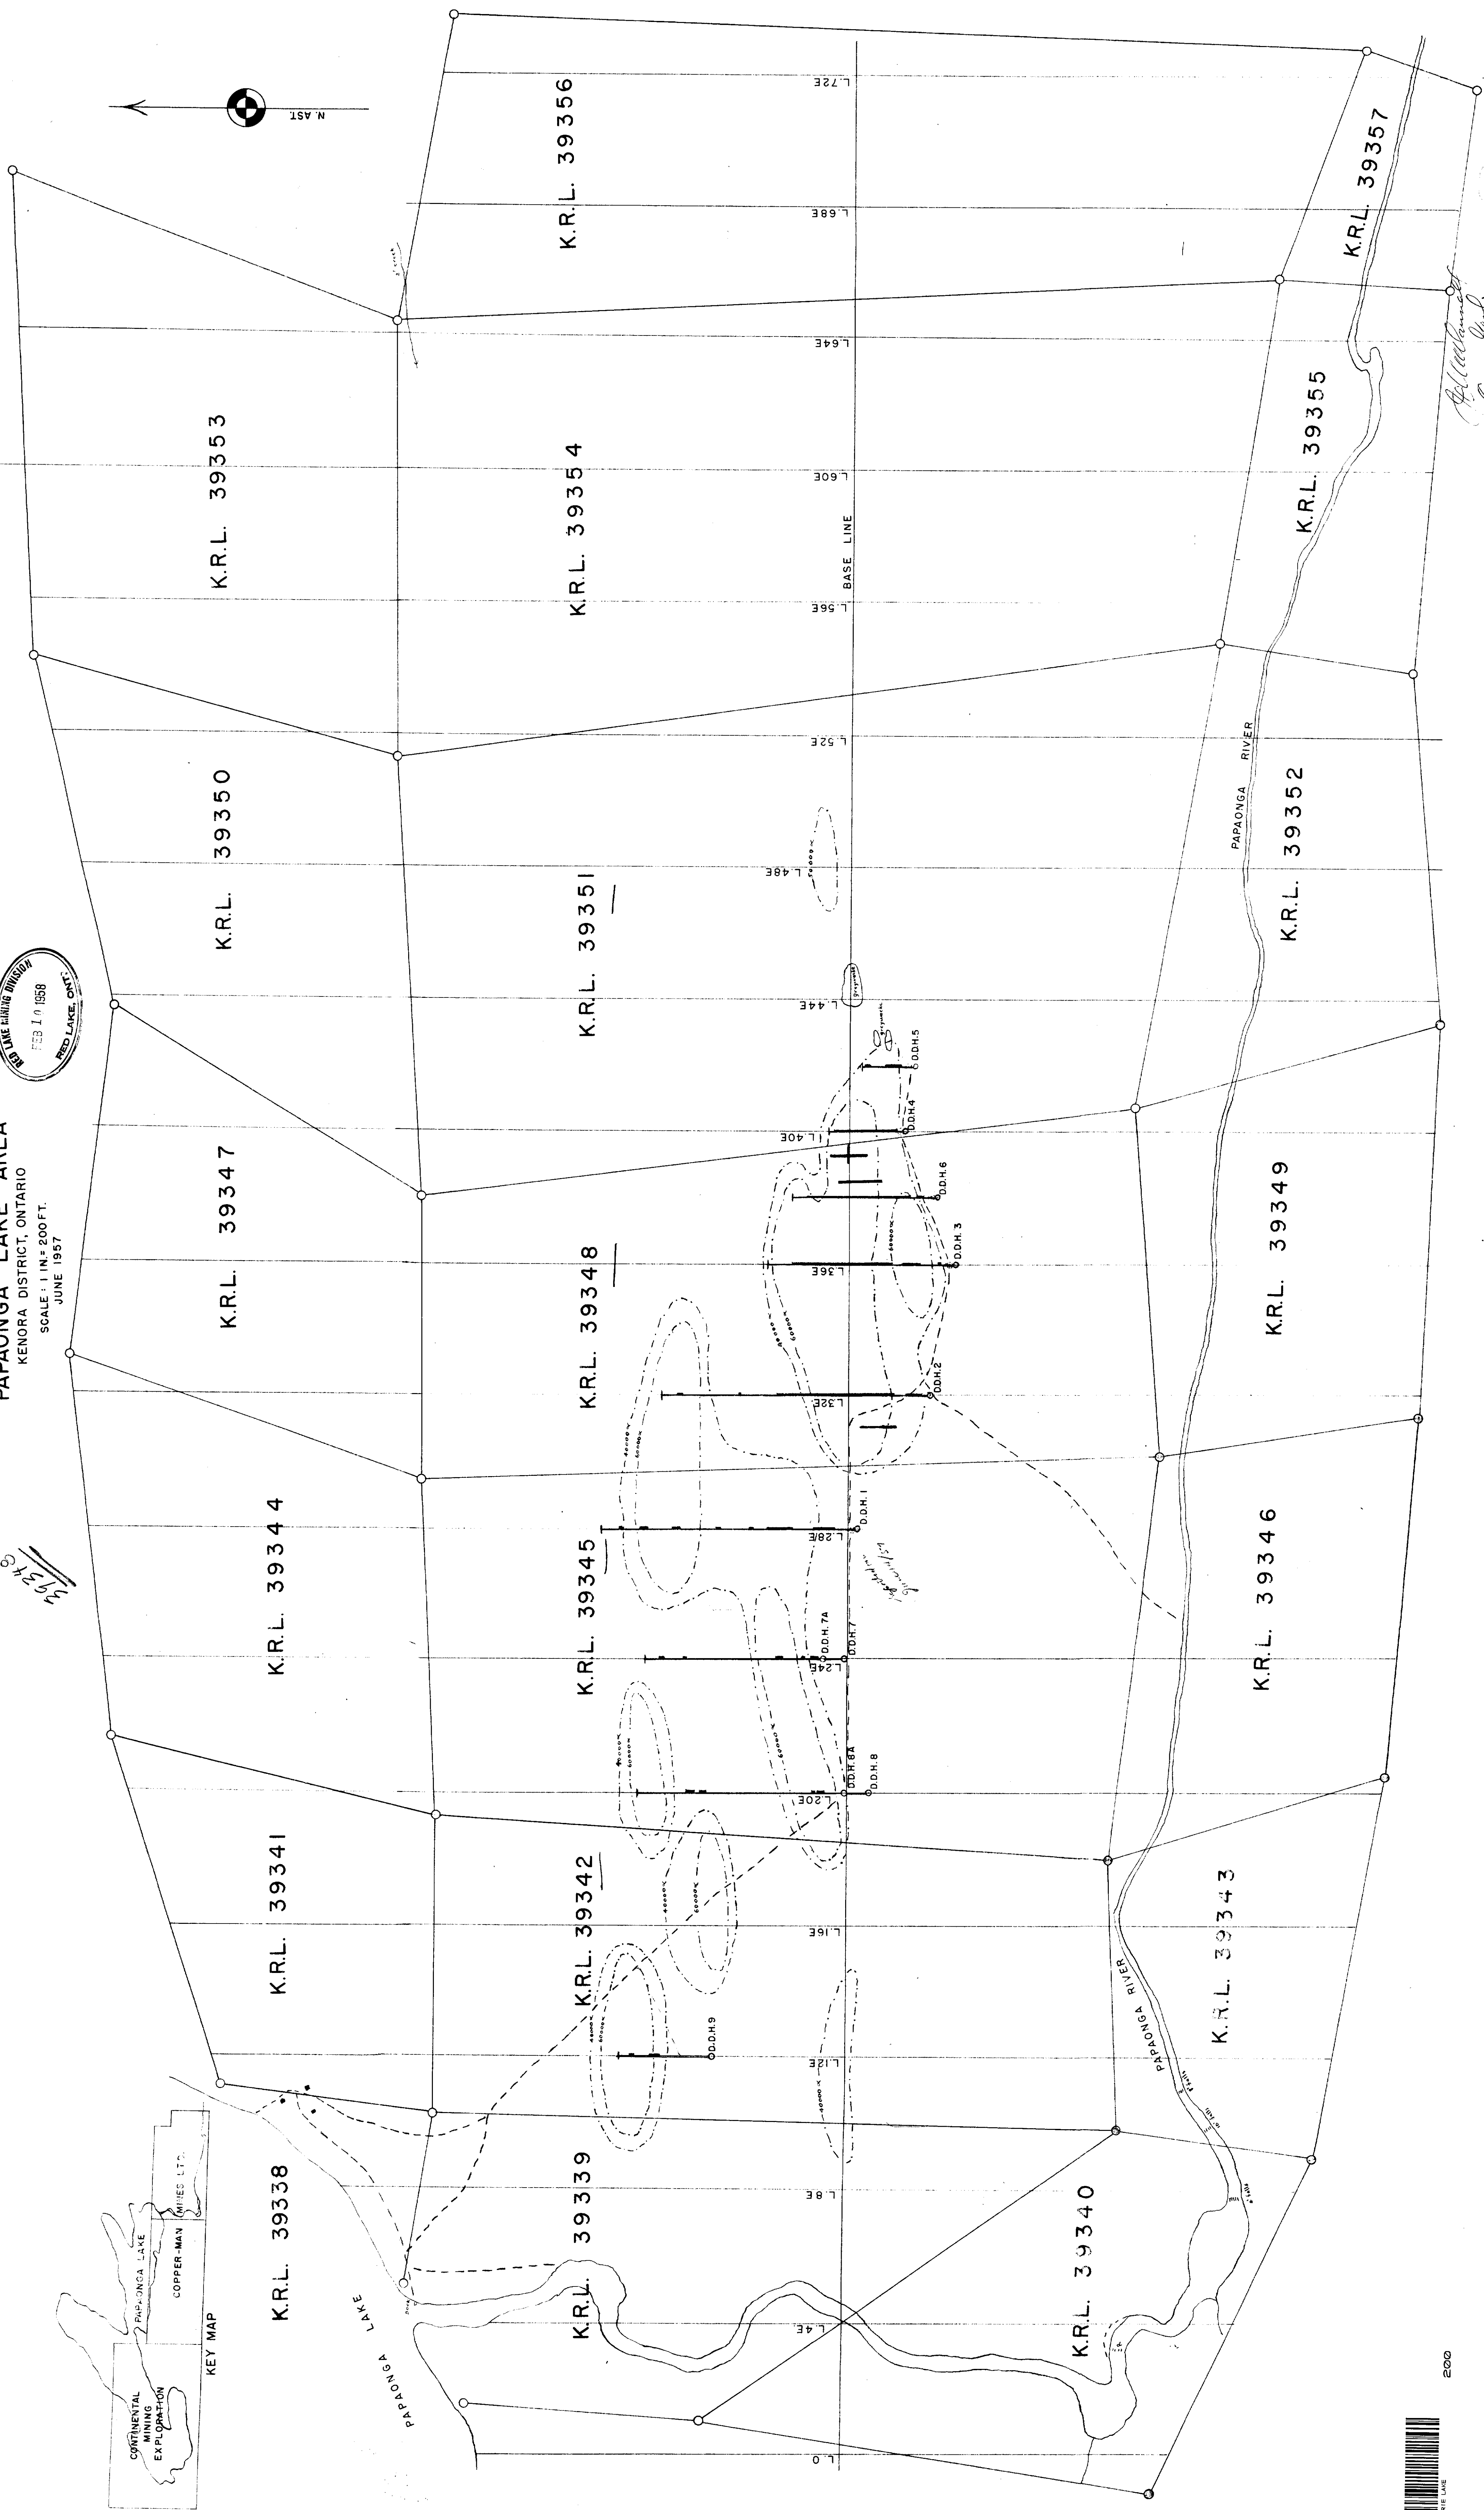 PAPAONGA LAKE AREA
KENORA DISTRICT, ONTARIO
SCALE: 1 IN.= 200 FT.
JUNE 1957
RED LAKE MINING DIVISION
FEB 10 1958
RED LAKE, ONT.
N. AST.
KEY MAP
CONTINENTAL
MINING
EXPLORATION
PAPAONGA LAKE
COPPER-MAN MINES LTD.
PAPAONGA LAKE
K.R.L. 39338
K.R.L. 39341
K.R.L. 39344
K.R.L. 39347
K.R.L. 39350
K.R.L. 39353
K.R.L. 39339
K.R.L. 39342
K.R.L. 39345
K.R.L. 39348
K.R.L. 39351
K.R.L. 39354
K.R.L. 39356
K.R.L. 39340
K.R.L. 39343
K.R.L. 39346
K.R.L. 39349
K.R.L. 39352
K.R.L. 39355
K.R.L. 39357
L.0
L.4E
L.8E
L.12E
L.16E
L.20E
L.24E
L.28E
L.32E
L.36E
L.40E
L.44E
L.48E
L.52E
L.56E
BASE LINE
L.60E
L.64E
L.68E
L.72E
D.D.H.9
D.D.H.8A
D.D.H.8
D.D.H.7A
D.D.H.7
D.D.H.1
D.D.H.2
D.D.H.3
D.D.H.6
D.D.H.4
D.D.H.5
PAPAONGA RIVER
PAPAONGA RIVER
200